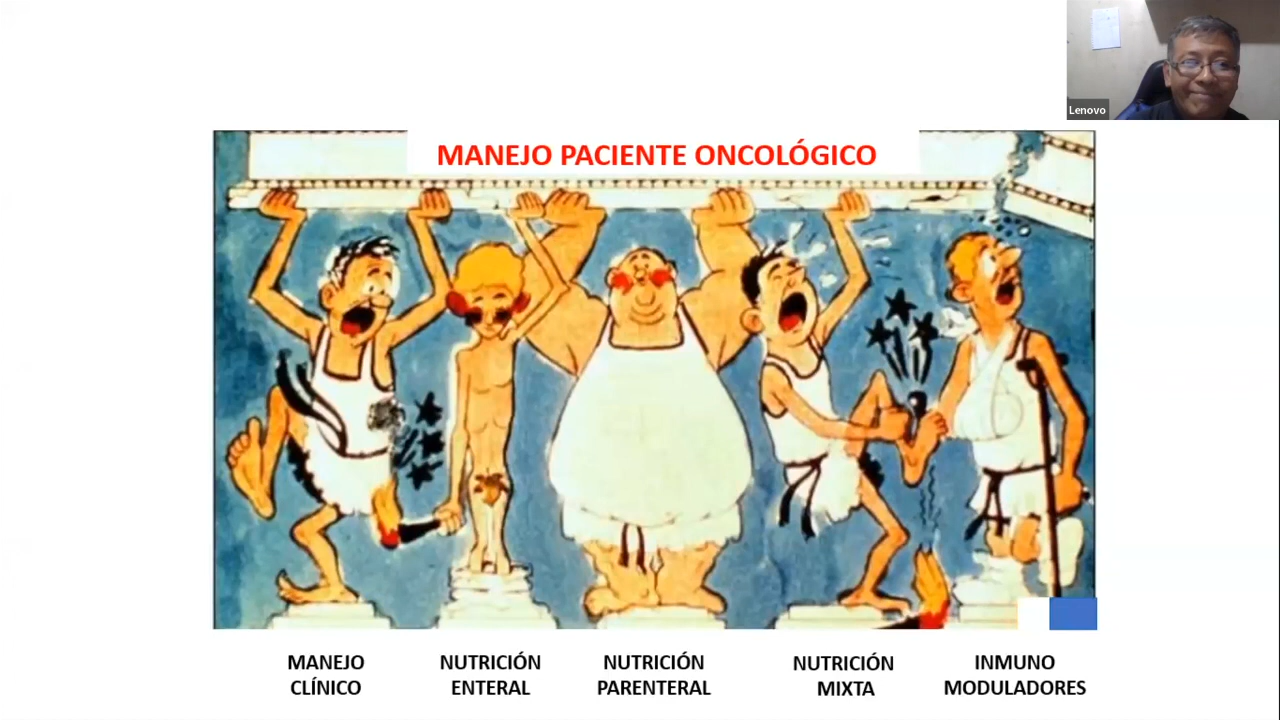 Lenovo
MANEJO PACIENTE ONCOLÓGICO
MANEJO
CLÍNICO
NUTRICIÓN
ENTERAL
NUTRICIÓN
PARENTERAL
NUTRICIÓN
MIXTA
INMUNO
MODULADORES